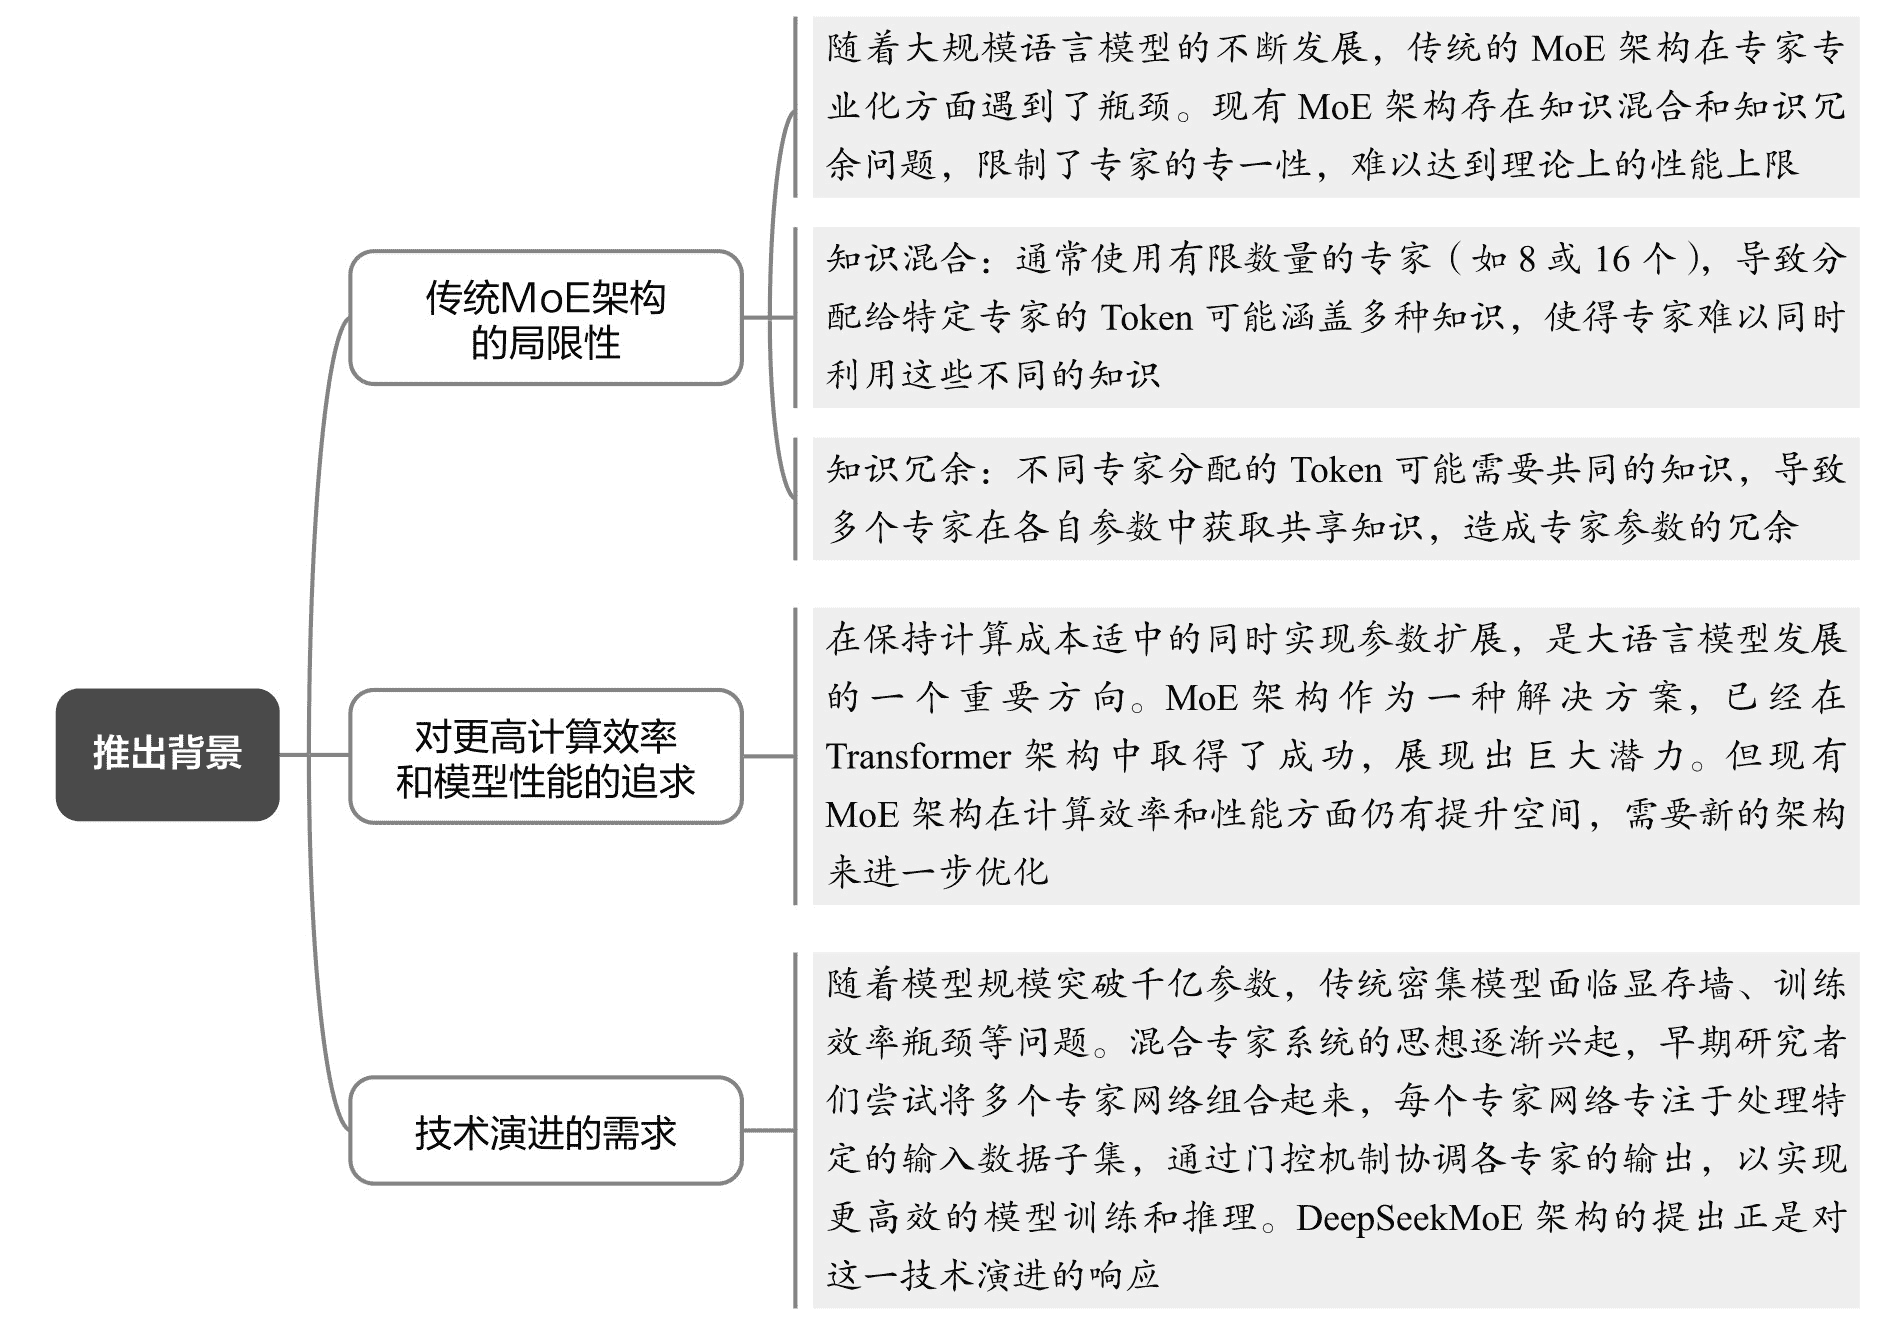 推出背景
传统MoE架构
的局限性
随着大规模语言模型的不断发展，传统的 MoE 架构在专家专
业化方面遇到了瓶颈。现有 MoE 架构存在知识混合和知识冗
余问题，限制了专家的专一性，难以达到理论上的性能上限
知识混合：通常使用有限数量的专家（如 8 或 16 个），导致分
配给特定专家的 Token 可能涵盖多种知识，使得专家难以同时
利用这些不同的知识
知识冗余：不同专家分配的 Token 可能需要共同的知识，导致
多个专家在各自参数中获取共享知识，造成专家参数的冗余
对更高计算效率
和模型性能的追求
在保持计算成本适中的同时实现参数扩展，是大语言模型发展
的一个重要方向。MoE 架构作为一种解决方案，已经在
Transformer 架构中取得了成功，展现出巨大潜力。但现有
MoE 架构在计算效率和性能方面仍有提升空间，需要新的架构
来进一步优化
技术演进的需求
随着模型规模突破千亿参数，传统密集模型面临显存墙、训练
效率瓶颈等问题。混合专家系统的思想逐渐兴起，早期研究者
们尝试将多个专家网络组合起来，每个专家网络专注于处理特
定的输入数据子集，通过门控机制协调各专家的输出，以实现
更高效的模型训练和推理。DeepSeekMoE 架构的提出正是对
这一技术演进的响应